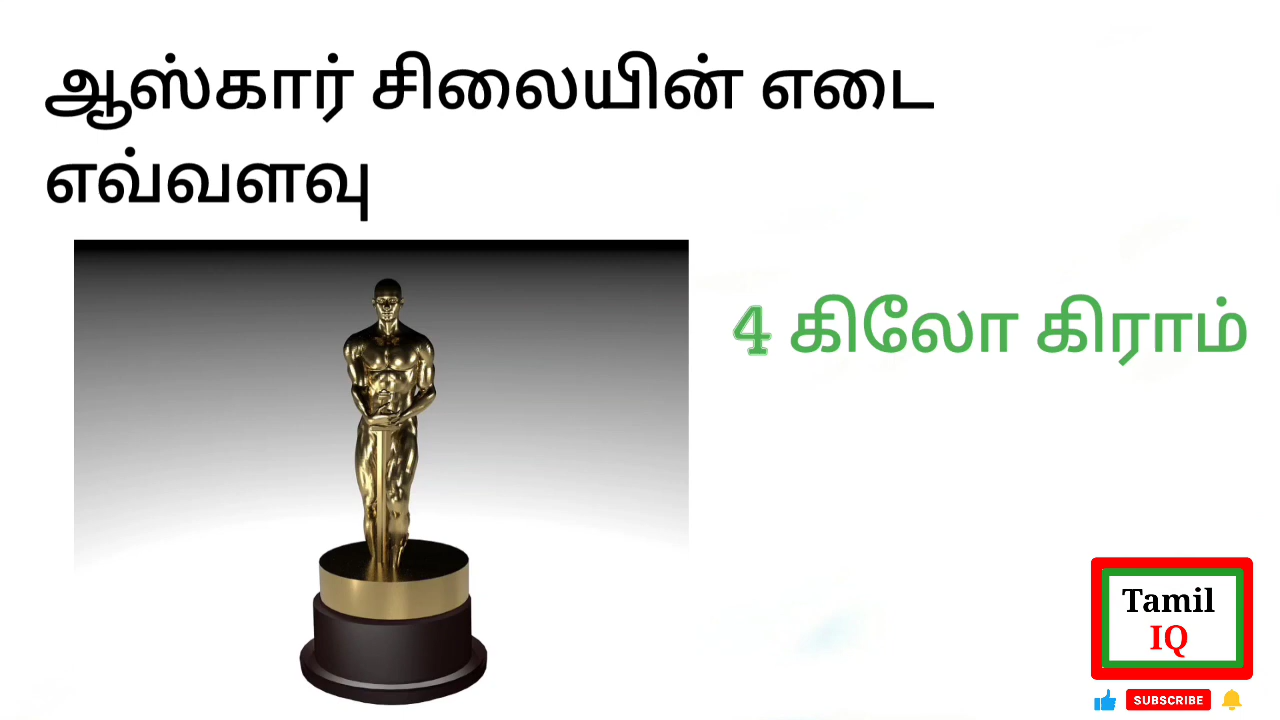 ஆஸ்கார் சிலையின் எடை
எவ்வளவு
4 கிலோ கிராம்
Tamil
IQ
SUBSCRIBE